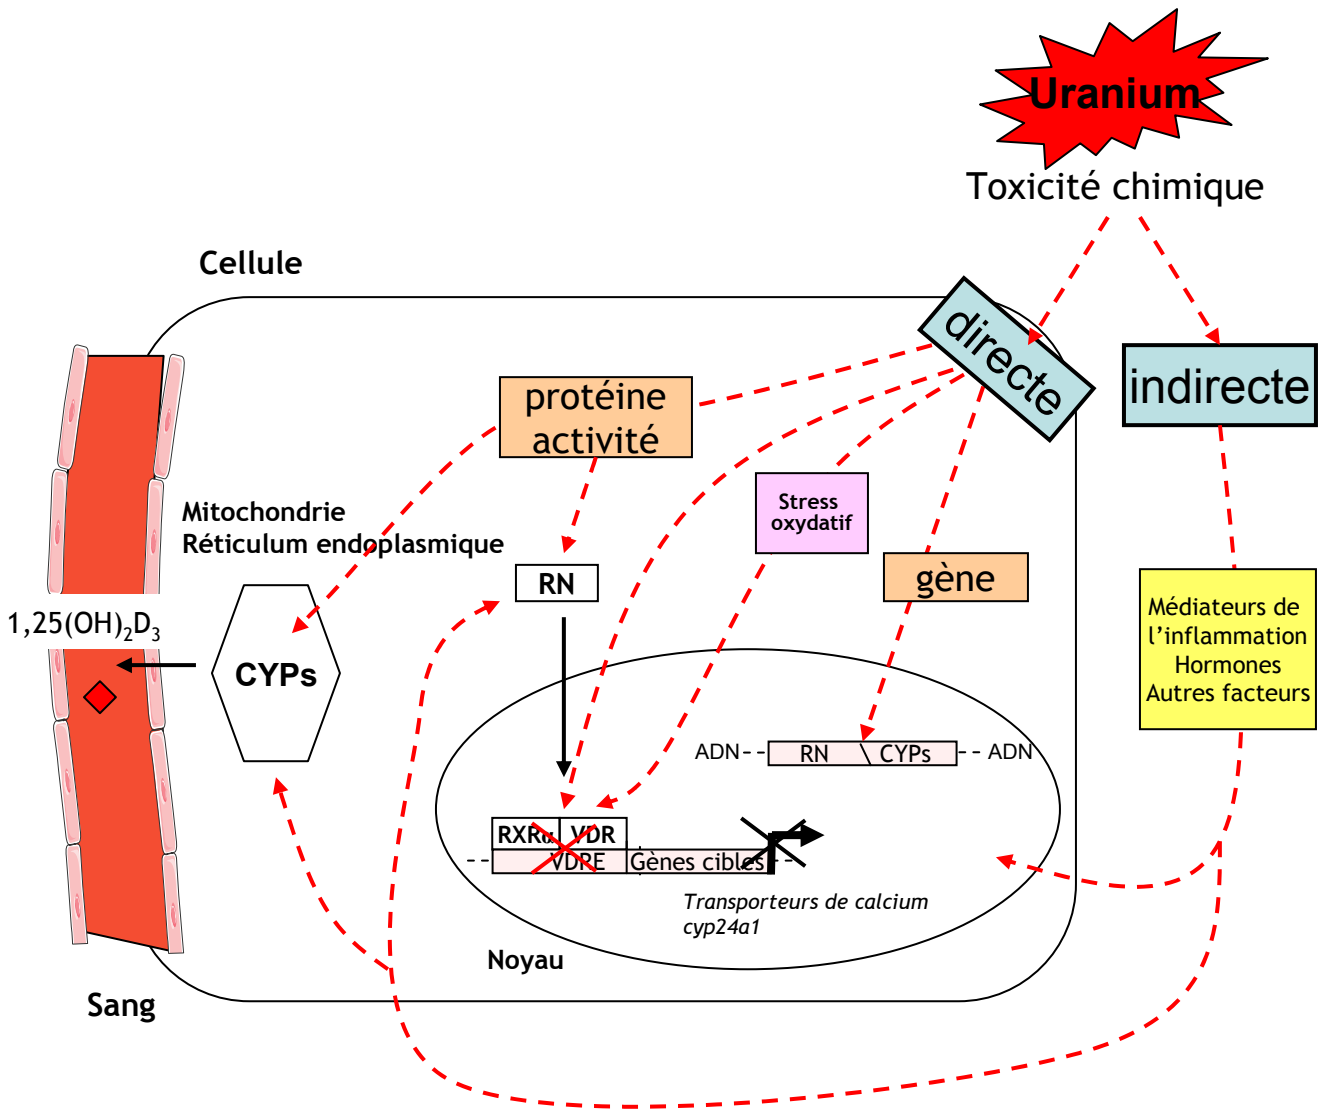 Uranium
Toxicité chimique
Cellule
directe
indirecte
protéine
activité
Stress
oxydatif
Mitochondrie
Réticulum endoplasmique
gène
RN
Médiateurs de
l’inflammation
Hormones
Autres facteurs
1,25(OH)₂D₃
CYPs
ADN-- RN \ CYPs -- ADN
RXRα VDR
-- VDRE Gènes cibles --
Transporteurs de calcium
cyp24a1
Noyau
Sang